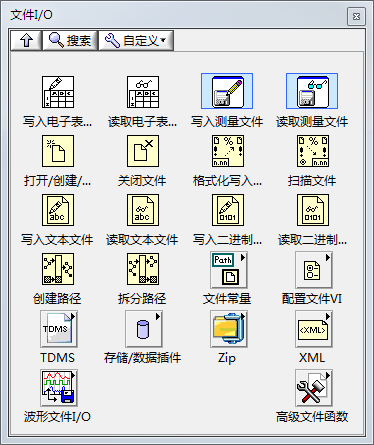 文件I/O
搜索 自定义
写入电子表... 读取电子表... 写入测量文件 读取测量文件
% n.nn % n.nn
打开/创建/... 关闭文件 格式化写入... 扫描文件
abc abc 0101 0101
写入文本文件 读取文本文件 写入二进制... 读取二进制...
Path
创建路径 拆分路径 文件常量 配置文件VI
TDMS <XML>
TDMS 存储/数据插件 Zip XML
波形文件I/O 高级文件函数